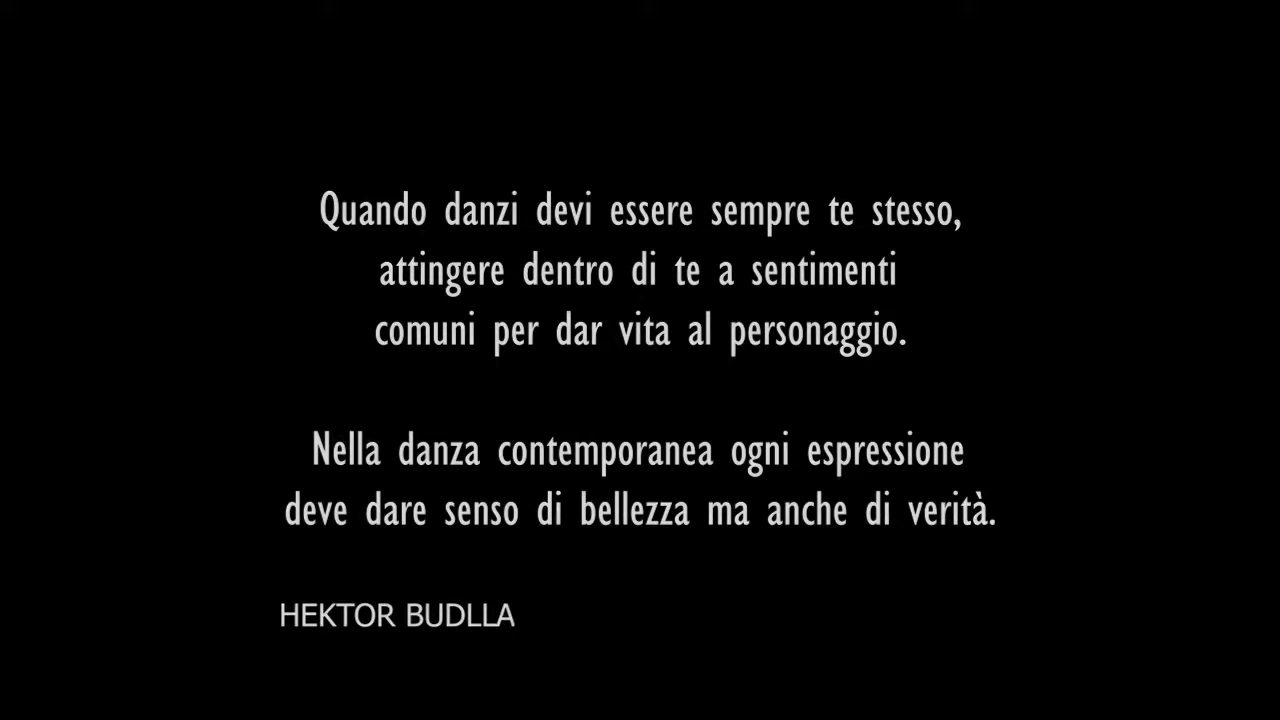 Quando danzi devi essere sempre te stesso,
attingere dentro di te a sentimenti
comuni per dar vita al personaggio.
Nella danza contemporanea ogni espressione
deve dare senso di bellezza ma anche di verità.
HEKTOR BUDLLA